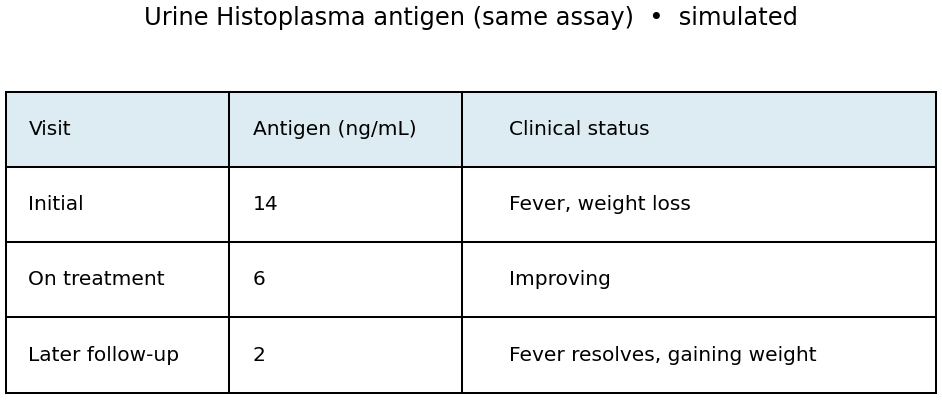 Urine Histoplasma antigen (same assay) • simulated
Visit Antigen (ng/mL) Clinical status
Initial 14 Fever, weight loss
On treatment 6 Improving
Later follow-up 2 Fever resolves, gaining weight